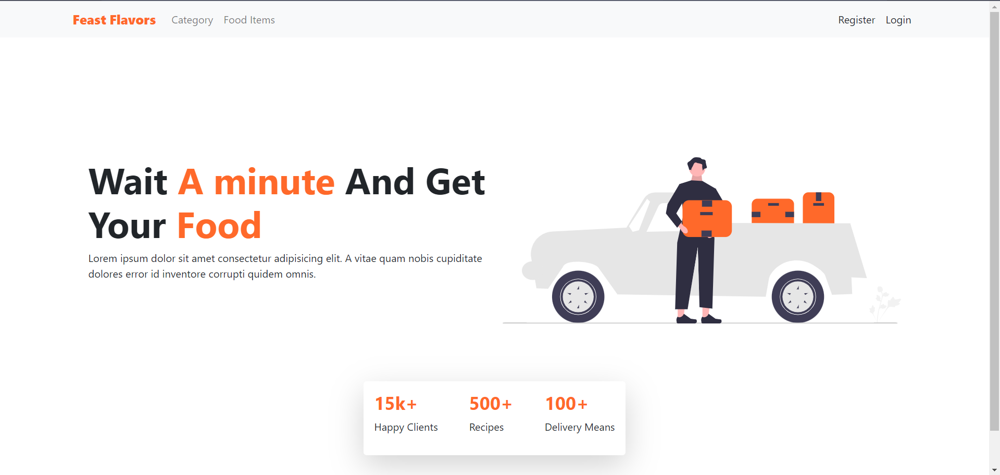 Feast Flavors Category Food Items Register Login
Wait A minute And Get
Your Food
Lorem ipsum dolor sit amet consectetur adipisicing elit. A vitae quam nobis cupiditate
dolores error id inventore corrupti quidem omnis.
15k+ 500+ 100+
Happy Clients Recipes Delivery Means